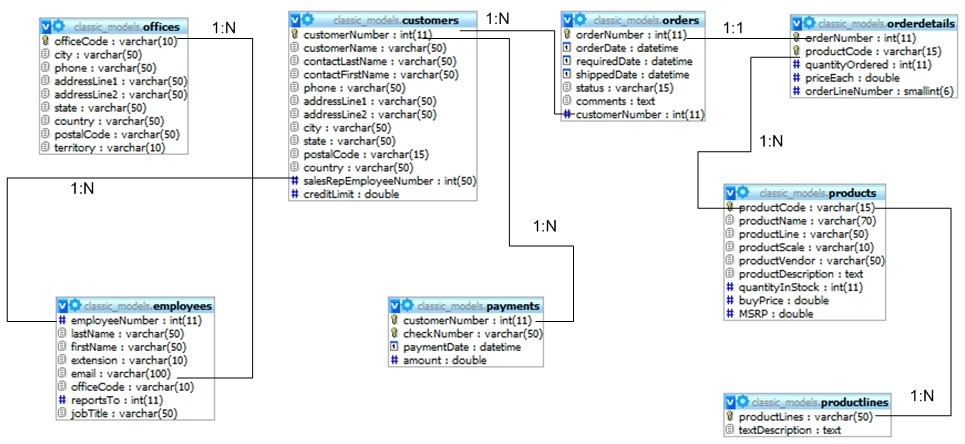 classic_models.offices
officeCode : varchar(10)
city : varchar(50)
phone : varchar(50)
addressLine1 : varchar(50)
addressLine2 : varchar(50)
state : varchar(50)
country : varchar(50)
postalCode : varchar(50)
territory : varchar(10)
1:N
classic_models.customers
customerNumber : int(11)
customerName : varchar(50)
contactLastName : varchar(50)
contactFirstName : varchar(50)
phone : varchar(50)
addressLine1 : varchar(50)
addressLine2 : varchar(50)
city : varchar(50)
state : varchar(50)
postalCode : varchar(15)
country : varchar(50)
salesRepEmployeeNumber : int(50)
creditLimit : double
1:N
classic_models.orders
orderNumber : int(11)
orderDate : datetime
requiredDate : datetime
shippedDate : datetime
status : varchar(15)
comments : text
customerNumber : int(11)
1:1
classic_models.orderdetails
orderNumber : int(11)
productCode : varchar(15)
quantityOrdered : int(11)
priceEach : double
orderLineNumber : smallint(6)
1:N
1:N
1:N
classic_models.products
productCode : varchar(15)
productName : varchar(70)
productLine : varchar(50)
productScale : varchar(10)
productVendor : varchar(50)
productDescription : text
quantityInStock : int(11)
buyPrice : double
MSRP : double
classic_models.employees
employeeNumber : int(11)
lastName : varchar(50)
firstName : varchar(50)
extension : varchar(10)
email : varchar(100)
officeCode : varchar(10)
reportsTo : int(11)
jobTitle : varchar(50)
classic_models.payments
customerNumber : int(11)
checkNumber : varchar(50)
paymentDate : datetime
amount : double
1:N
classic_models.productlines
productLines : varchar(50)
textDescription : text